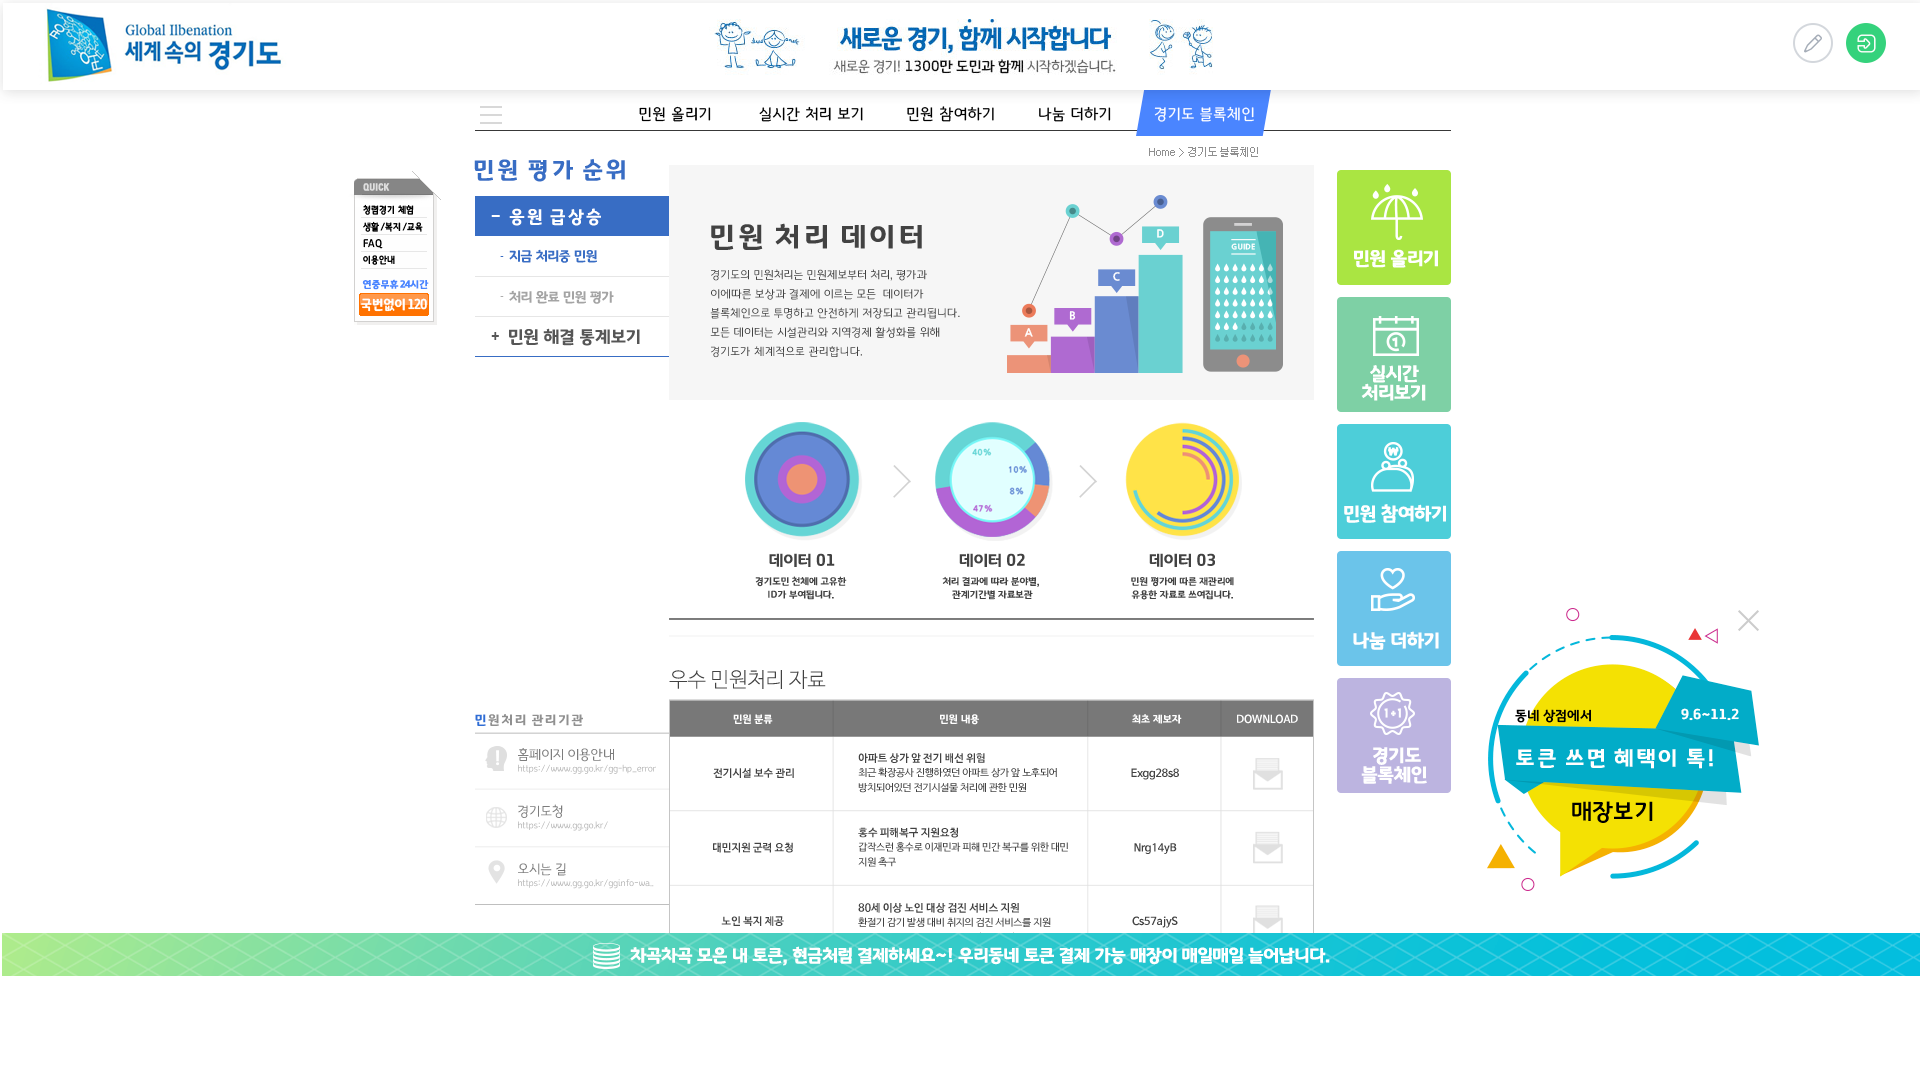 Global Ilbenation
세계 속의 경기도
새로운 경기, 함께 시작합니다
새로운 경기! 1300만 도민과 함께 시작하겠습니다.
민원 올리기
실시간 처리 보기
민원 참여하기
나눔 더하기
경기도 블록체인
Home > 경기도 블록체인
QUICK
청렴경기 체험
생활/복지/교육
FAQ
이용안내
연중무휴 24시간
국번없이 120
민원 평가 순위
- 응원 급상승
- 지금 처리중 민원
- 처리 완료 민원 평가
+ 민원 해결 통계보기
민원 처리 데이터
경기도의 민원처리는 민원제보부터 처리, 평가과
이에따른 보상과 결제에 이르는 모든 데이터가
블록체인으로 투명하고 안전하게 저장되고 관리됩니다.
모든 데이터는 시설관리와 지역경제 활성화를 위해
경기도가 체계적으로 관리합니다.
A
B
C
D
GUIDE
40%
10%
8%
47%
데이터 01
경기도민 전체에 고유한
ID가 부여됩니다.
데이터 02
처리 결과에 따라 분야별,
관계기간별 자료보관
데이터 03
민원 평가에 따른 재관리에
유용한 자료로 쓰여집니다.
우수 민원처리 자료
민원 분류
민원 내용
최초 제보자
DOWNLOAD
전기시설 보수 관리
아파트 상가 앞 전기 배선 위험
최근 확장공사 진행하였던 아파트 상가 앞 노후되어
방치되어있던 전기시설물 처리에 관한 민원
Exgg28s8
대민지원 군력 요청
홍수 피해복구 지원요청
갑작스런 홍수로 이재민과 피해 민간 복구를 위한 대민
지원 촉구
Nrg14yB
노인 복지 제공
80세 이상 노인 대상 검진 서비스 지원
환절기 감기 발생 대비 취지의 검진 서비스를 지원
Cs57ajyS
민원처리 관리기관
홈페이지 이용안내
https://www.gg.go.kr/gg-hp_error
경기도청
https://www.gg.go.kr/
오시는 길
https://www.gg.go.kr/gginfo-wa..
민원 올리기
1
실시간
처리보기
₩
민원 참여하기
나눔 더하기
1+1
경기도
블록체인
동네 상점에서
9.6~11.2
토큰 쓰면 혜택이 톡!
매장보기
차곡차곡 모은 내 토큰, 현금처럼 결제하세요~! 우리동네 토큰 결제 가능 매장이 매일매일 늘어납니다.